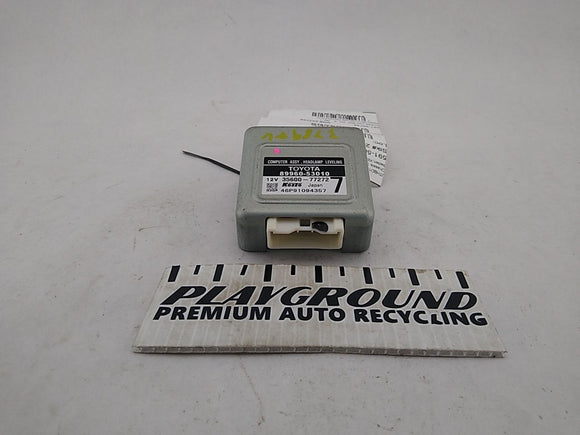 COMPUTER ASSY, HEADLAMP LEVELING
TOYOTA
89960-53010
12V 35600-77272 7
Koito Japan
46P91094357
PLAYGROUND
PREMIUM AUTO RECYCLING